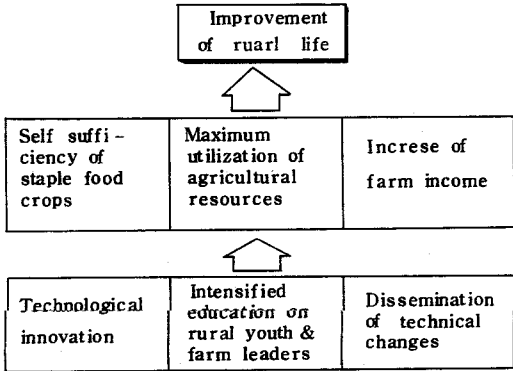 Improvement
of ruarl life
Self suffi-
ciency of
staple food
crops
Maximum
utilization of
agricultural
resources
Increse of
farm income
Technological
innovation
Intensified
education on
rural youth &
farm leaders
Dissemination
of technical
changes